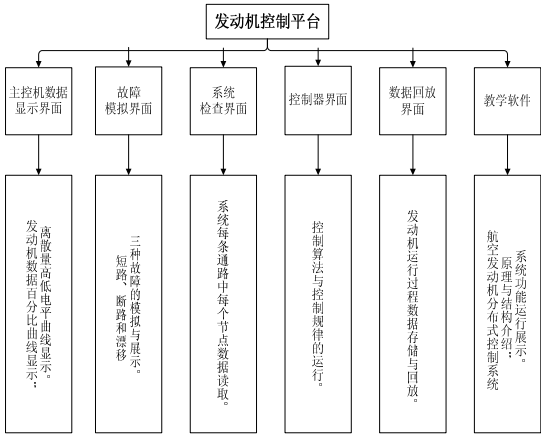 发动机控制平台
主控机数据
显示界面
故障
模拟界面
系统
检查界面
控制器界面
数据回放
界面
教学软件
发动机数据百分比曲线显示；
离散量高低电平曲线显示。
短路、断路和漂移
三种故障的模拟与展示。
系统每条通路中每个节点数据读取。
控制算法与控制规律的运行。
发动机运行过程数据存储与回放。
航空发动机分布式控制系统
原理与结构介绍；
系统功能运行展示。